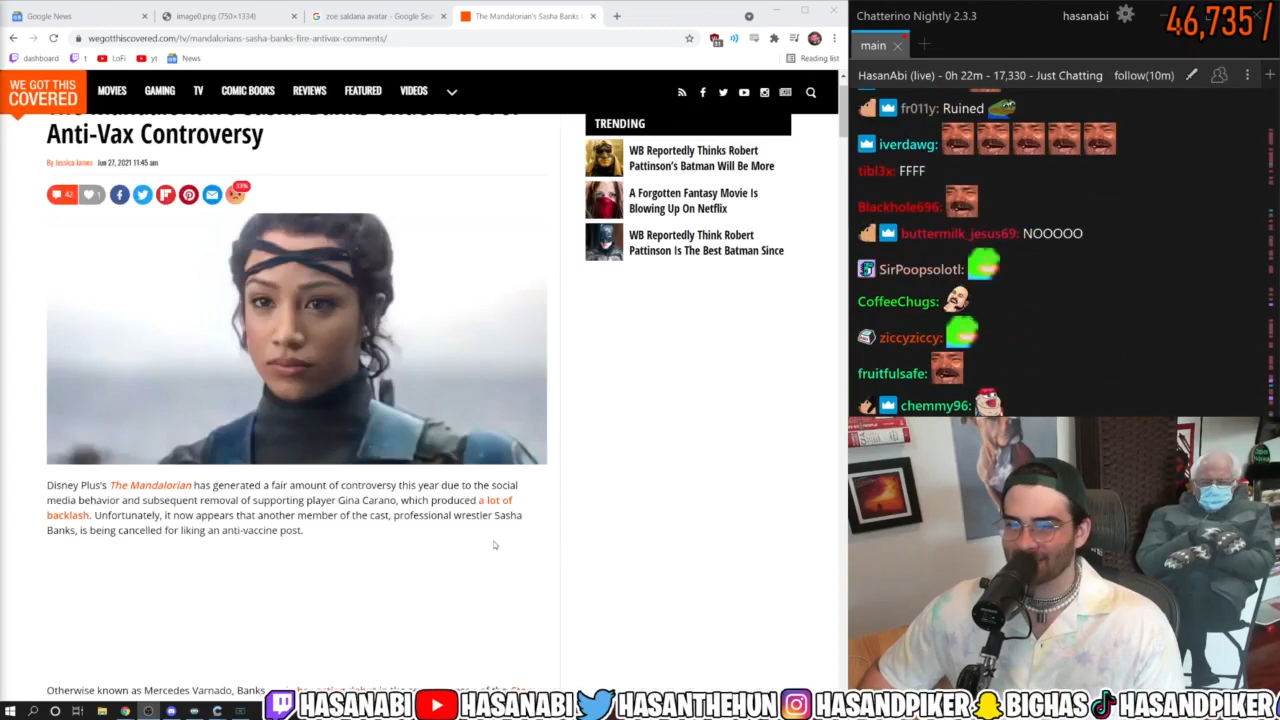 Google News
image0.png (750×1334)
zoe saldana avatar - Google Sea
The Mandalorian's Sasha Banks U
wegotthiscovered.com/tv/mandalorians-sasha-banks-fire-antivax-comments/
dashboard
t
LoFi
yt
News
Reading list
WE GOT THIS
COVERED
MOVIES
GAMING
TV
COMIC BOOKS
REVIEWS
FEATURED
VIDEOS
Anti-Vax Controversy
By Jessica James Jun 27, 2021 11:45 am
42
1
33%
Disney Plus's The Mandalorian has generated a fair amount of controversy this year due to the social
media behavior and subsequent removal of supporting player Gina Carano, which produced a lot of
backlash. Unfortunately, it now appears that another member of the cast, professional wrestler Sasha
Banks, is being cancelled for liking an anti-vaccine post.
Otherwise known as Mercedes Varnado, Banks
TRENDING
WB Reportedly Thinks Robert
Pattinson's Batman Will Be More
A Forgotten Fantasy Movie Is
Blowing Up On Netflix
WB Reportedly Think Robert
Pattinson Is The Best Batman Since
Chatterino Nightly 2.3.3
hasanabi
46,735 /
main
HasanAbi (live) - 0h 22m - 17,330 - Just Chatting
follow(10m)
fr011y: Ruined
iverdawg:
tibl3x: FFFF
Blackhole696:
buttermilk_jesus69: NOOOOO
SirPoopsolotl:
CoffeeChugs:
ziccyziccy:
fruitfulsafe:
chemmy96:
HASANABI
HASANABI
HASANTHEHUN
HASANDPIKER
BIGHAS
HASANDPIKER